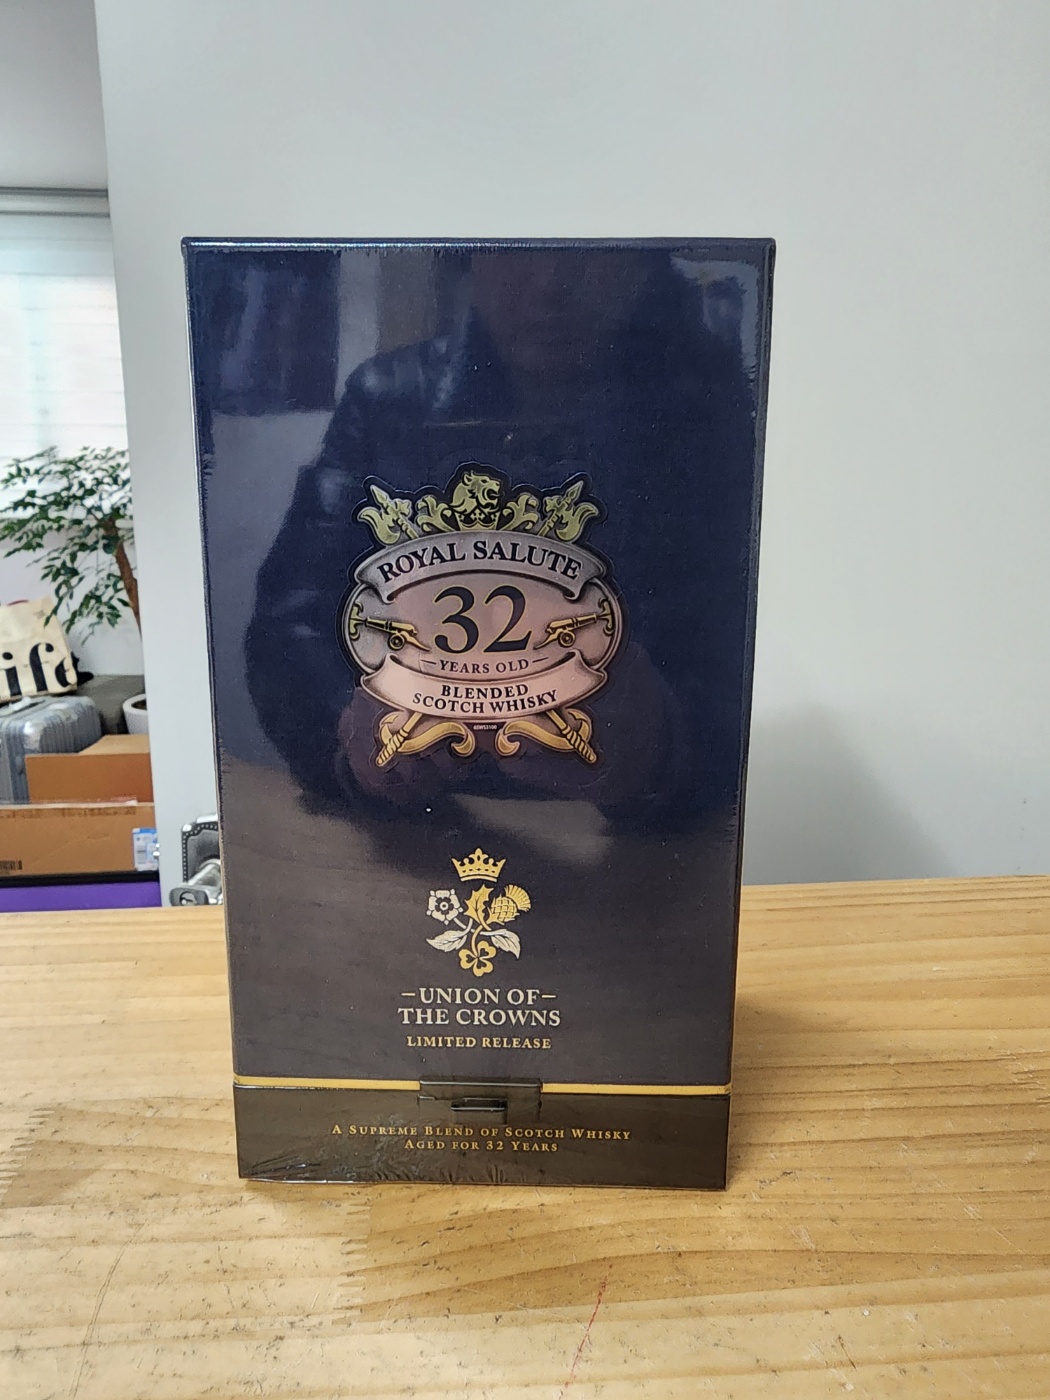 ROYAL SALUTE
32
YEARS OLD
BLENDED
SCOTCH WHISKY
UNION OF
THE CROWNS
LIMITED RELEASE
A SUPREME BLEND OF SCOTCH WHISKY
AGED FOR 32 YEARS